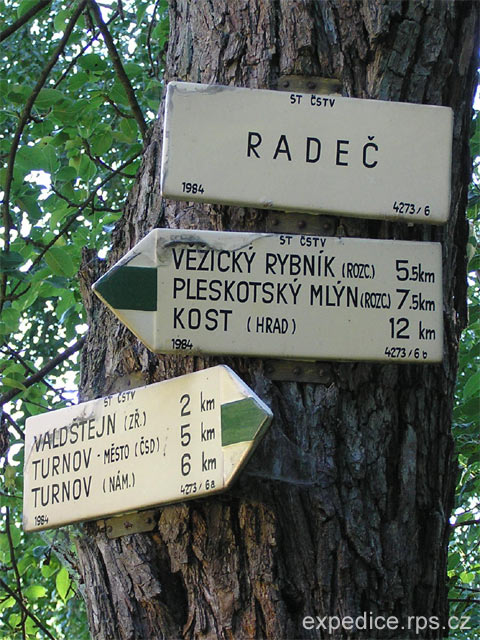 ST ČSTV
RADEČ
1984 4273/6
ST ČSTV
VEZICKÝ RYBNÍK (ROZC.) 5.5km
PLESKOTSKÝ MLÝN (ROZC) 7.5km
KOST (HRAD) 12 km
1984 4273/6b
ST ČSTV
VALDŠTEJN (ZŘ.) 2 km
TURNOV - MĚSTO (ČSD) 5 km
TURNOV (NÁM.) 6 km
1984 4273/6a
expedice.rps.cz